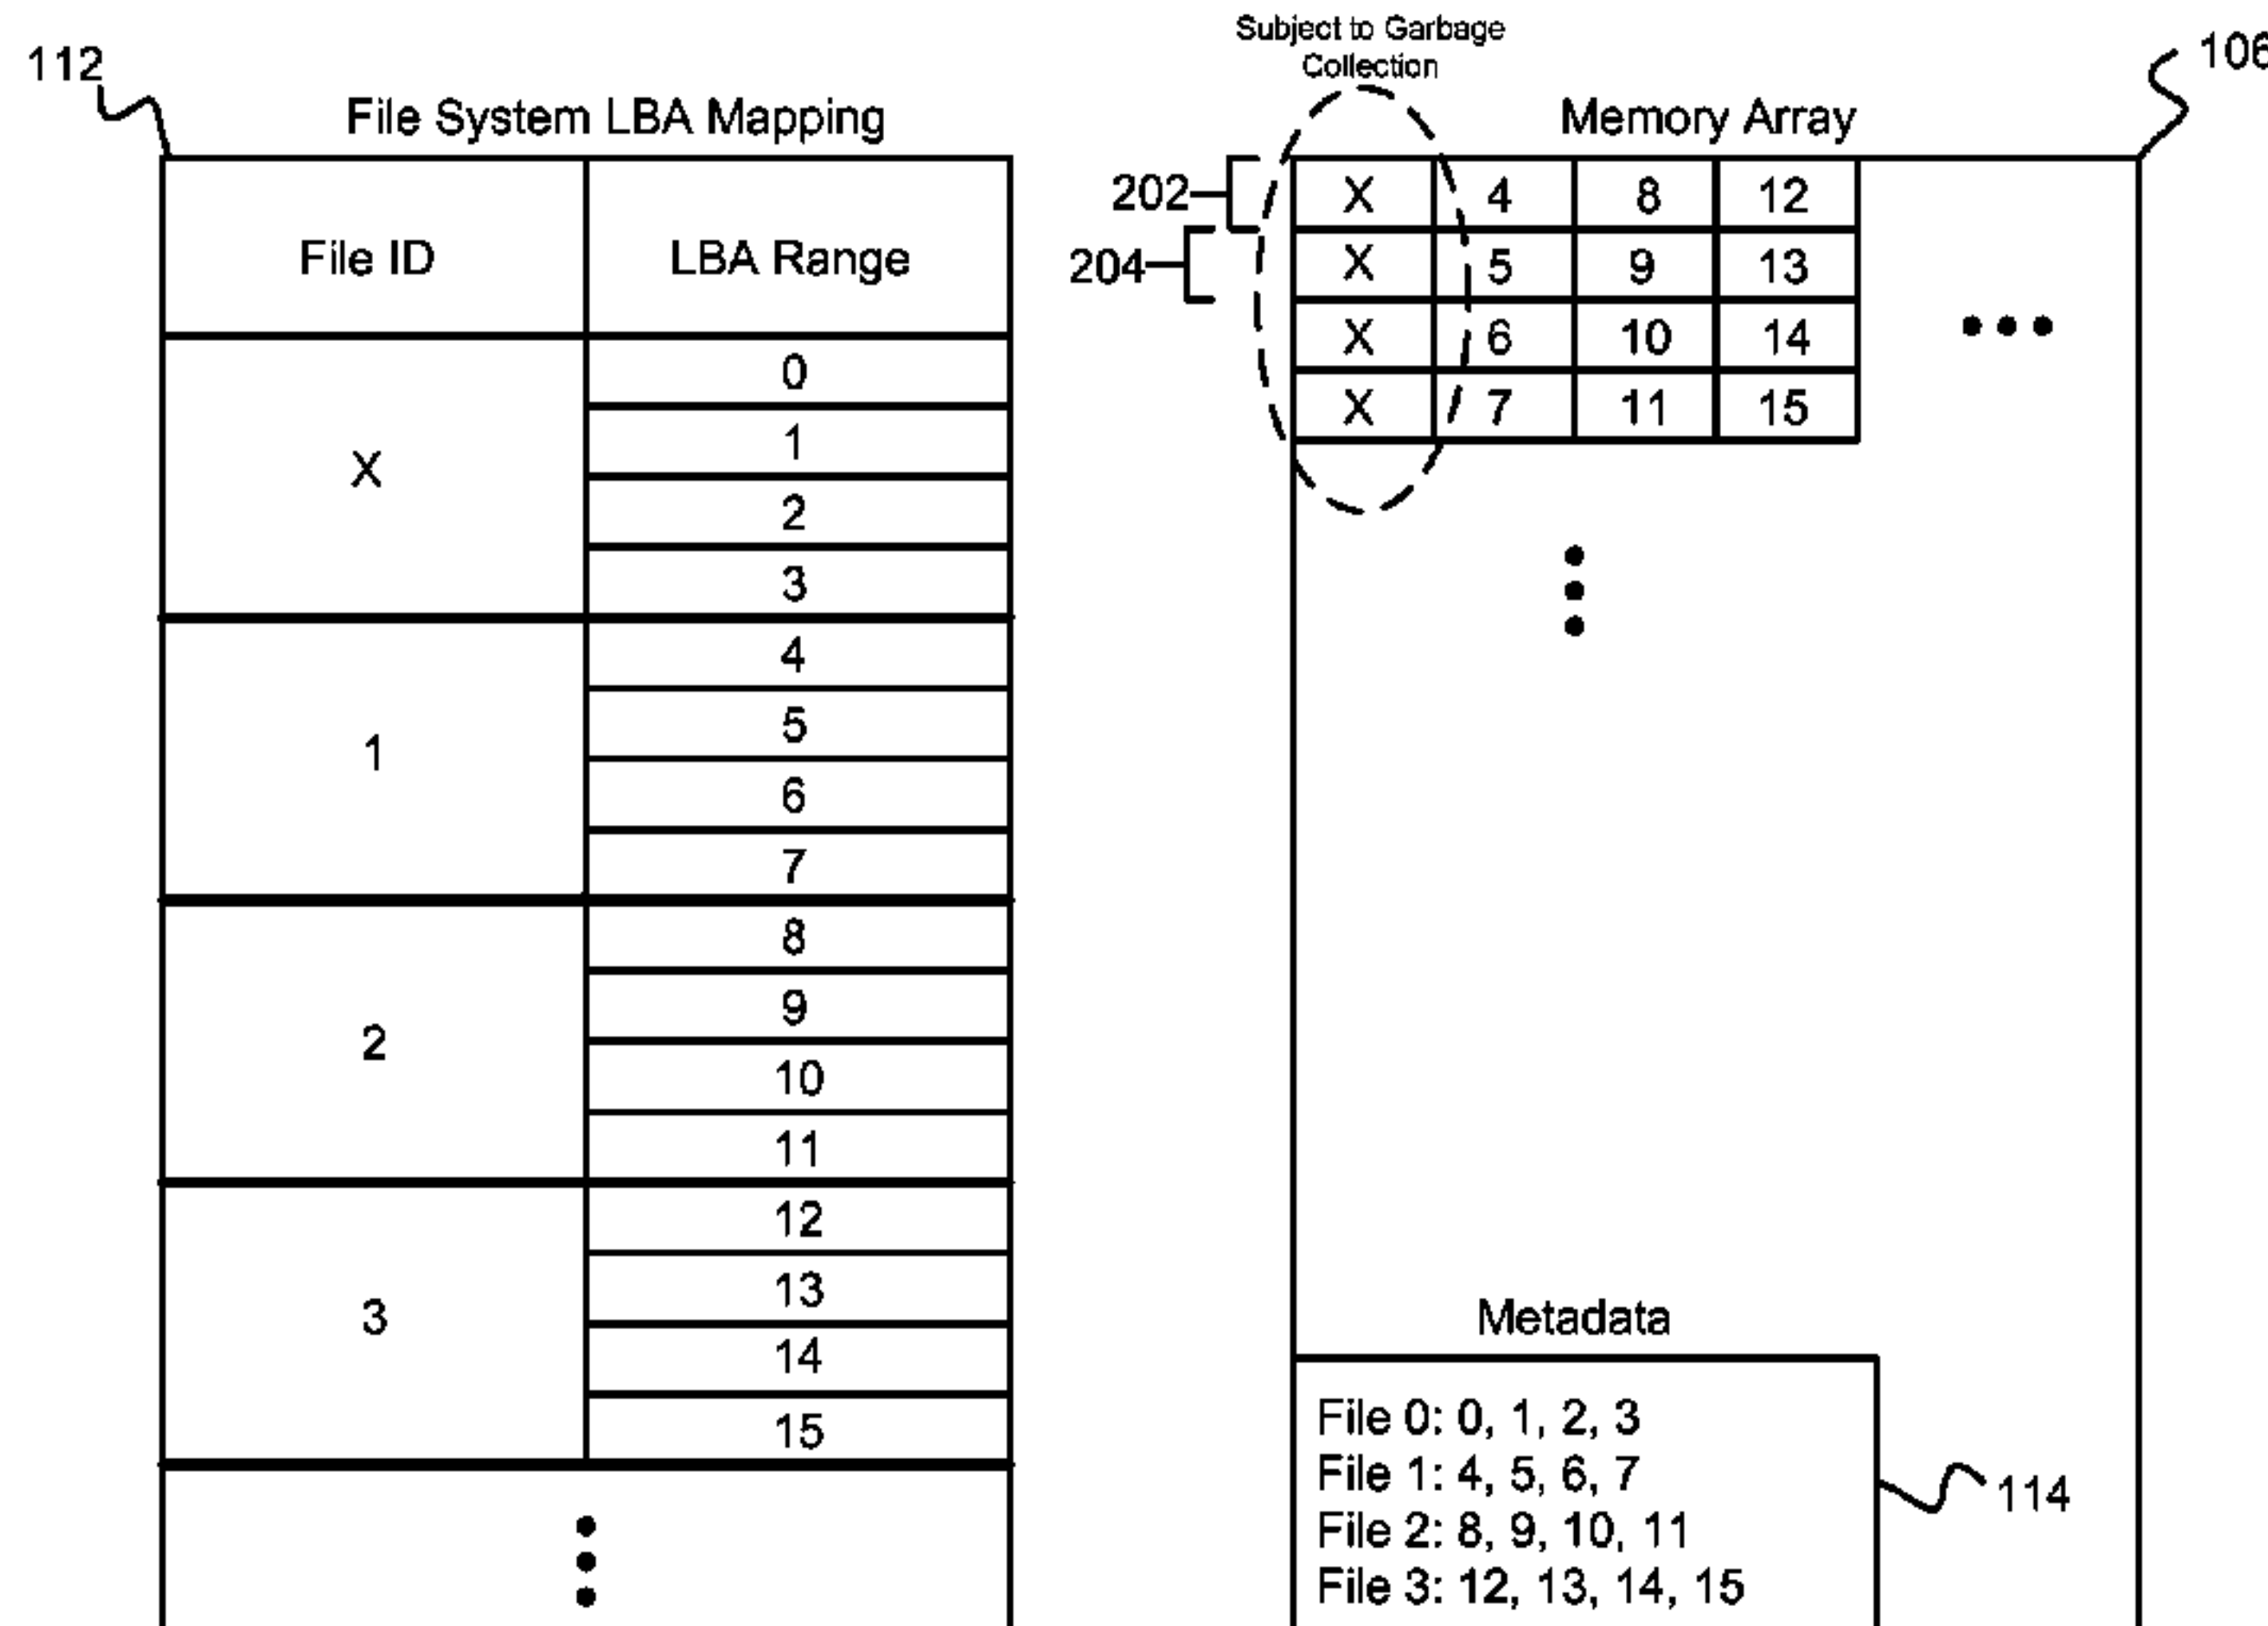 112
File System LBA Mapping
File ID LBA Range
X
0
1
2
3
1
4
5
6
7
2
8
9
10
11
3
12
13
14
15
Subject to Garbage
Collection
Memory Array
106
202
204
X 4 8 12
X 5 9 13
X 6 10 14
X 7 11 15
Metadata
File 0: 0, 1, 2, 3
File 1: 4, 5, 6, 7
File 2: 8, 9, 10, 11
File 3: 12, 13, 14, 15
114